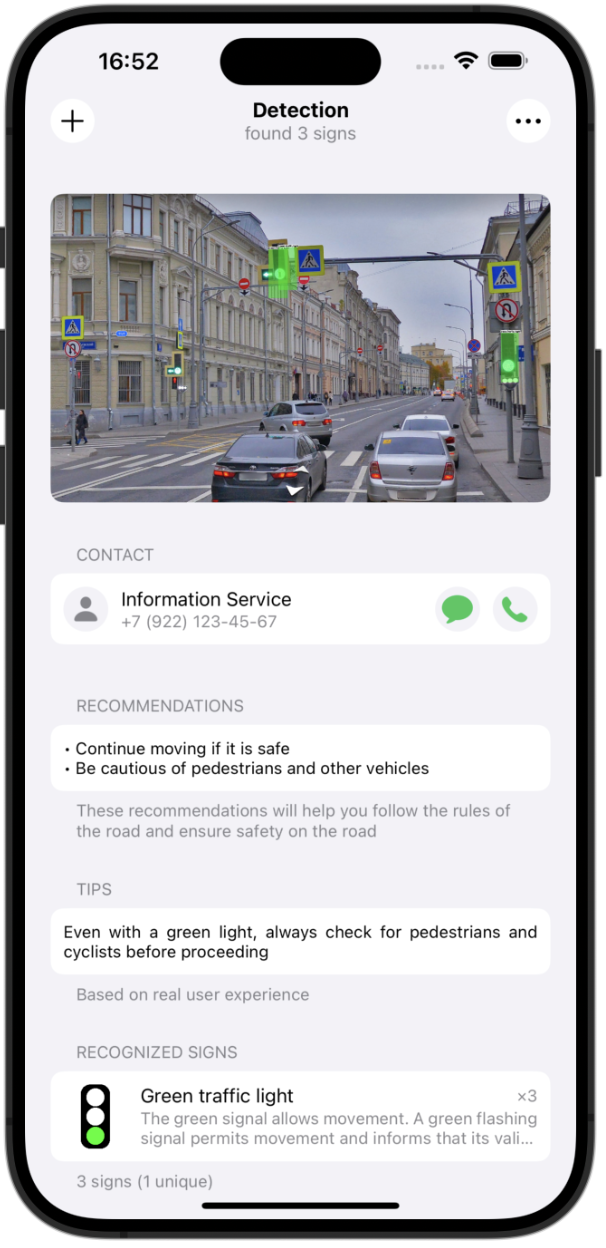 16:52
Detection
found 3 signs
CONTACT
Information Service
+7 (922) 123-45-67
RECOMMENDATIONS
• Continue moving if it is safe
• Be cautious of pedestrians and other vehicles
These recommendations will help you follow the rules of
the road and ensure safety on the road
TIPS
Even with a green light, always check for pedestrians and
cyclists before proceeding
Based on real user experience
RECOGNIZED SIGNS
Green traffic light
×3
The green signal allows movement. A green flashing
signal permits movement and informs that its vali...
3 signs (1 unique)